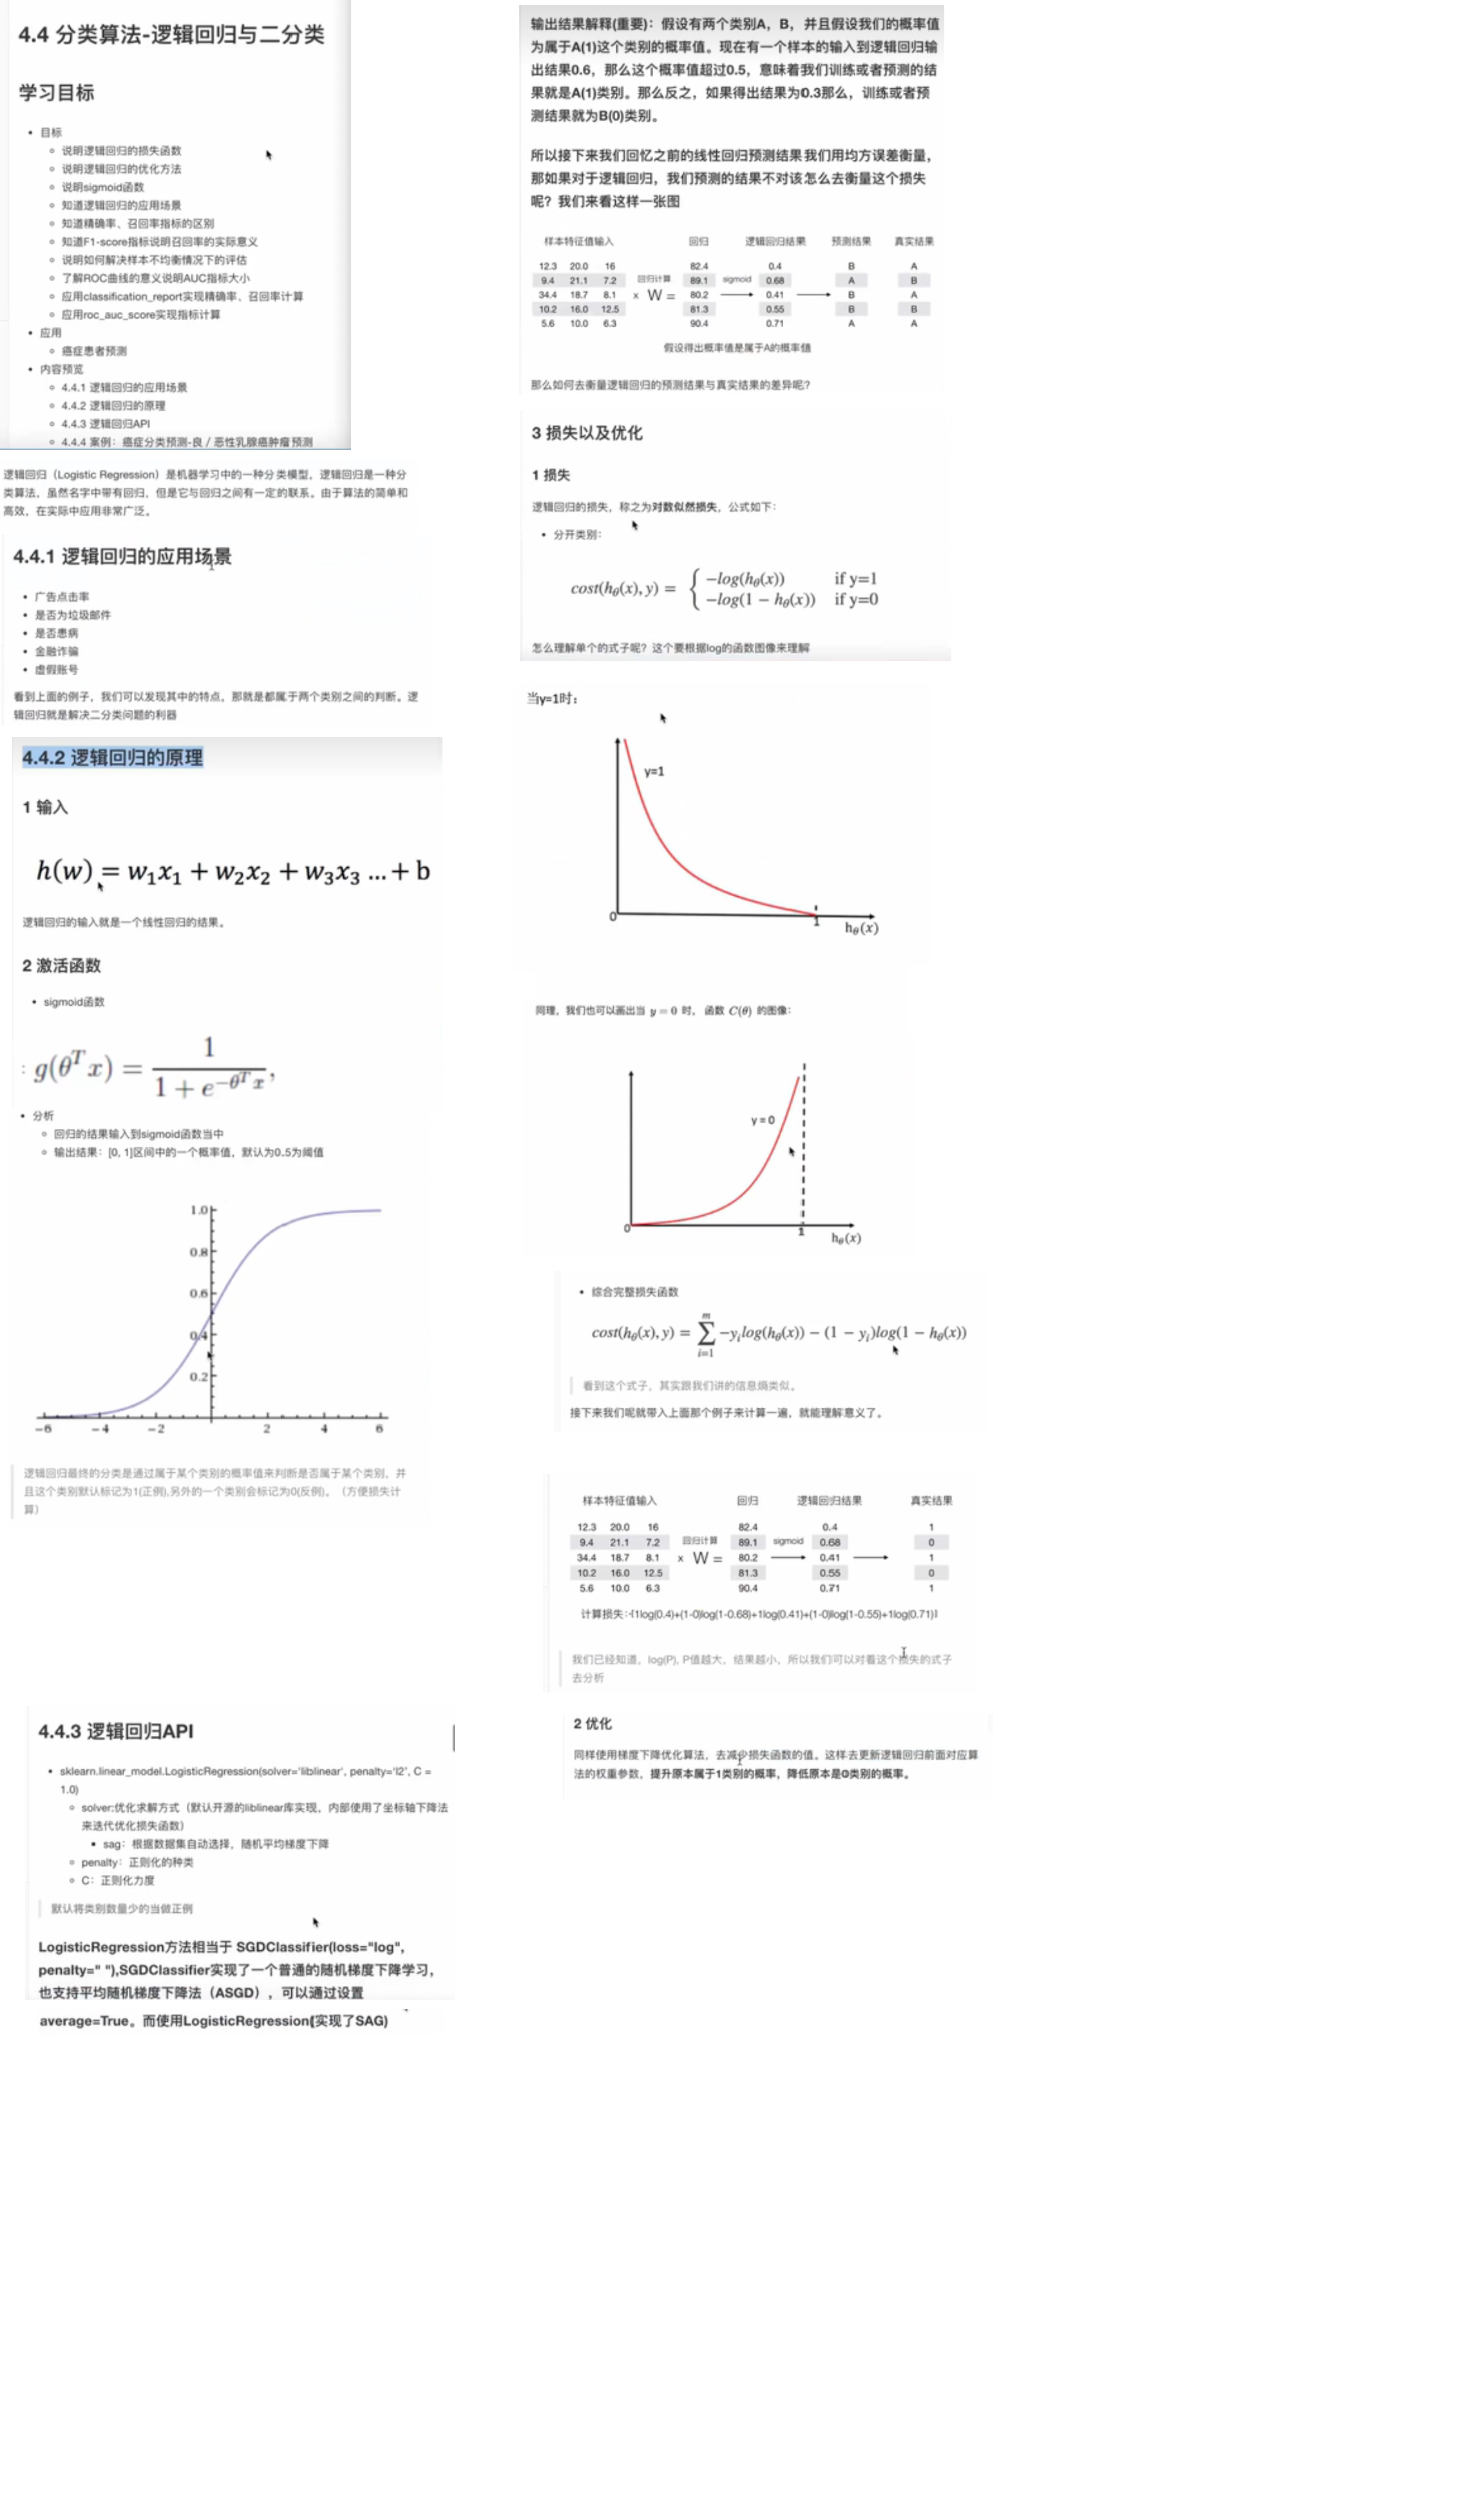 4.4 分类算法-逻辑回归与二分类
学习目标
• 目标
◦ 说明逻辑回归的损失函数
◦ 说明逻辑回归的优化方法
◦ 说明sigmoid函数
◦ 知道逻辑回归的应用场景
◦ 知道精确率、召回率指标的区别
◦ 知道F1-score指标说明召回率的实际意义
◦ 说明如何解决样本不均衡情况下的评估
◦ 了解ROC曲线的意义说明AUC指标大小
◦ 应用classification_report实现精确率、召回率计算
◦ 应用roc_auc_score实现指标计算
• 应用
◦ 癌症患者预测
• 内容预览
◦ 4.4.1 逻辑回归的应用场景
◦ 4.4.2 逻辑回归的原理
◦ 4.4.3 逻辑回归API
◦ 4.4.4 案例：癌症分类预测-良 / 恶性乳腺癌肿瘤预测
逻辑回归（Logistic Regression）是机器学习中的一种分类模型，逻辑回归是一种分
类算法，虽然名字中带有回归，但是它与回归之间有一定的联系。由于算法的简单和
高效，在实际中应用非常广泛。
4.4.1 逻辑回归的应用场景
• 广告点击率
• 是否为垃圾邮件
• 是否患病
• 金融诈骗
• 虚假账号
看到上面的例子，我们可以发现其中的特点，那就是都属于两个类别之间的判断。逻
辑回归就是解决二分类问题的利器
4.4.2 逻辑回归的原理
1 输入
h(w) = w₁x₁ + w₂x₂ + w₃x₃ ... + b
逻辑回归的输入就是一个线性回归的结果。
2 激活函数
• sigmoid函数
: g(θᵀx) = 1 / (1 + e^(−θᵀx)),
• 分析
◦ 回归的结果输入到sigmoid函数当中
◦ 输出结果：[0, 1]区间中的一个概率值，默认为0.5为阈值
1.0
0.8
0.6
0.4
0.2
−6 −4 −2 2 4 6
逻辑回归最终的分类是通过属于某个类别的概率值来判断是否属于某个类别，并
且这个类别默认标记为1(正例),另外的一个类别会标记为0(反例)。（方便损失计
算）
4.4.3 逻辑回归API
• sklearn.linear_model.LogisticRegression(solver='liblinear', penalty='l2', C =
1.0)
◦ solver:优化求解方式（默认开源的liblinear库实现，内部使用了坐标轴下降法
来迭代优化损失函数）
▪ sag：根据数据集自动选择，随机平均梯度下降
◦ penalty：正则化的种类
◦ C：正则化力度
默认将类别数量少的当做正例
LogisticRegression方法相当于 SGDClassifier(loss="log",
penalty=" "),SGDClassifier实现了一个普通的随机梯度下降学习，
也支持平均随机梯度下降法（ASGD），可以通过设置
average=True。而使用LogisticRegression(实现了SAG)
输出结果解释(重要)：假设有两个类别A，B，并且假设我们的概率值
为属于A(1)这个类别的概率值。现在有一个样本的输入到逻辑回归输
出结果0.6，那么这个概率值超过0.5，意味着我们训练或者预测的结
果就是A(1)类别。那么反之，如果得出结果为0.3那么，训练或者预
测结果就为B(0)类别。
所以接下来我们回忆之前的线性回归预测结果我们用均方误差衡量，
那如果对于逻辑回归，我们预测的结果不对该怎么去衡量这个损失
呢？我们来看这样一张图
样本特征值输入 回归 逻辑回归结果 预测结果 真实结果
12.3 20.0 16 82.4 0.4 B A
9.4 21.1 7.2 回归计算 89.1 sigmoid 0.68 A B
34.4 18.7 8.1 x W = 80.2 0.41 B A
10.2 16.0 12.5 81.3 0.55 B B
5.6 10.0 6.3 90.4 0.71 A A
假设得出概率值是属于A的概率值
那么如何去衡量逻辑回归的预测结果与真实结果的差异呢？
3 损失以及优化
1 损失
逻辑回归的损失，称之为对数似然损失，公式如下：
• 分开类别：
cost(hθ(x), y) = { −log(hθ(x)) if y=1
−log(1 − hθ(x)) if y=0
怎么理解单个的式子呢？这个要根据log的函数图像来理解
当y=1时：
y=1
0 1 hθ(x)
同理，我们也可以画出当 y = 0 时，函数 C(θ) 的图像：
y = 0
0 1 hθ(x)
• 综合完整损失函数
cost(hθ(x), y) = ∑ᵢ₌₁ᵐ −yᵢlog(hθ(x)) − (1 − yᵢ)log(1 − hθ(x))
看到这个式子，其实跟我们讲的信息熵类似。
接下来我们呢就带入上面那个例子来计算一遍，就能理解意义了。
样本特征值输入 回归 逻辑回归结果 真实结果
12.3 20.0 16 82.4 0.4 1
9.4 21.1 7.2 回归计算 89.1 sigmoid 0.68 0
34.4 18.7 8.1 x W = 80.2 0.41 1
10.2 16.0 12.5 81.3 0.55 0
5.6 10.0 6.3 90.4 0.71 1
计算损失:-{1log(0.4)+(1-0)log(1-0.68)+1log(0.41)+(1-0)log(1-0.55)+1log(0.71)}
我们已经知道，log(P), P值越大，结果越小，所以我们可以对着这个损失的式子
去分析
2 优化
同样使用梯度下降优化算法，去减少损失函数的值。这样去更新逻辑回归前面对应算
法的权重参数，提升原本属于1类别的概率，降低原本是0类别的概率。